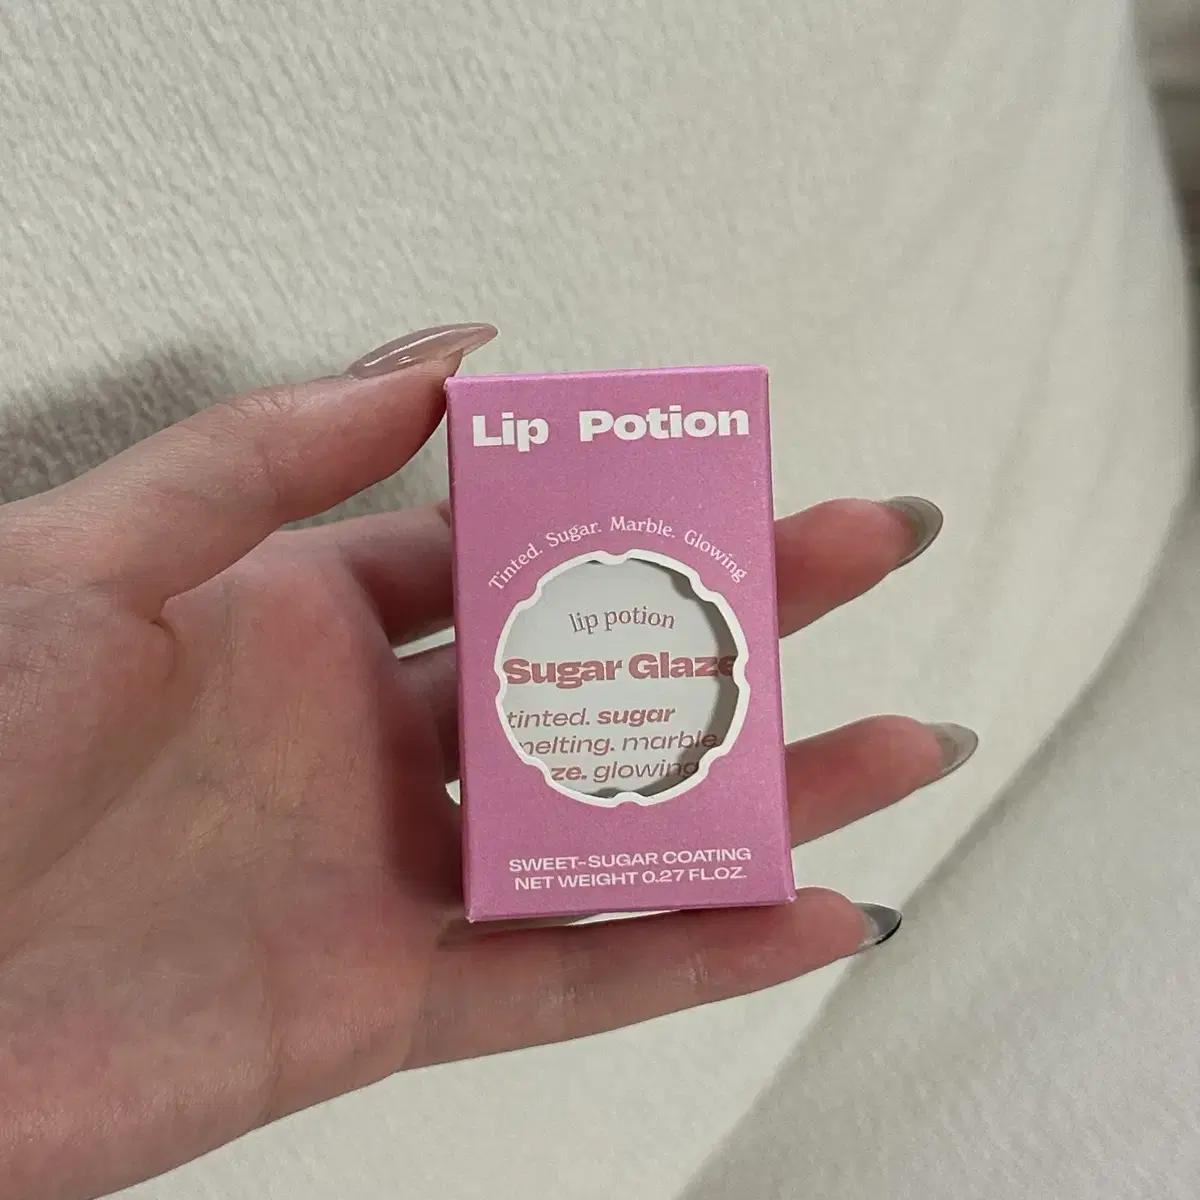 Lip Potion
Tinted. Sugar. Marble. Glowing
lip potion
Sugar Glaze
tinted. sugar
melting. marble
ze. glowing
SWEET-SUGAR COATING
NET WEIGHT 0.27 FL.OZ.